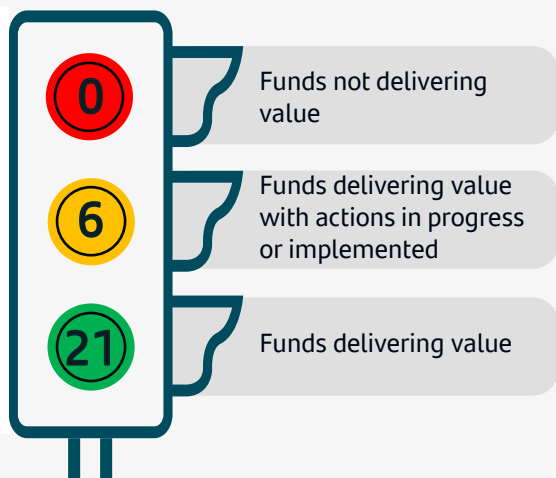 0
Funds not delivering
value
6
Funds delivering value
with actions in progress
or implemented
21
Funds delivering value